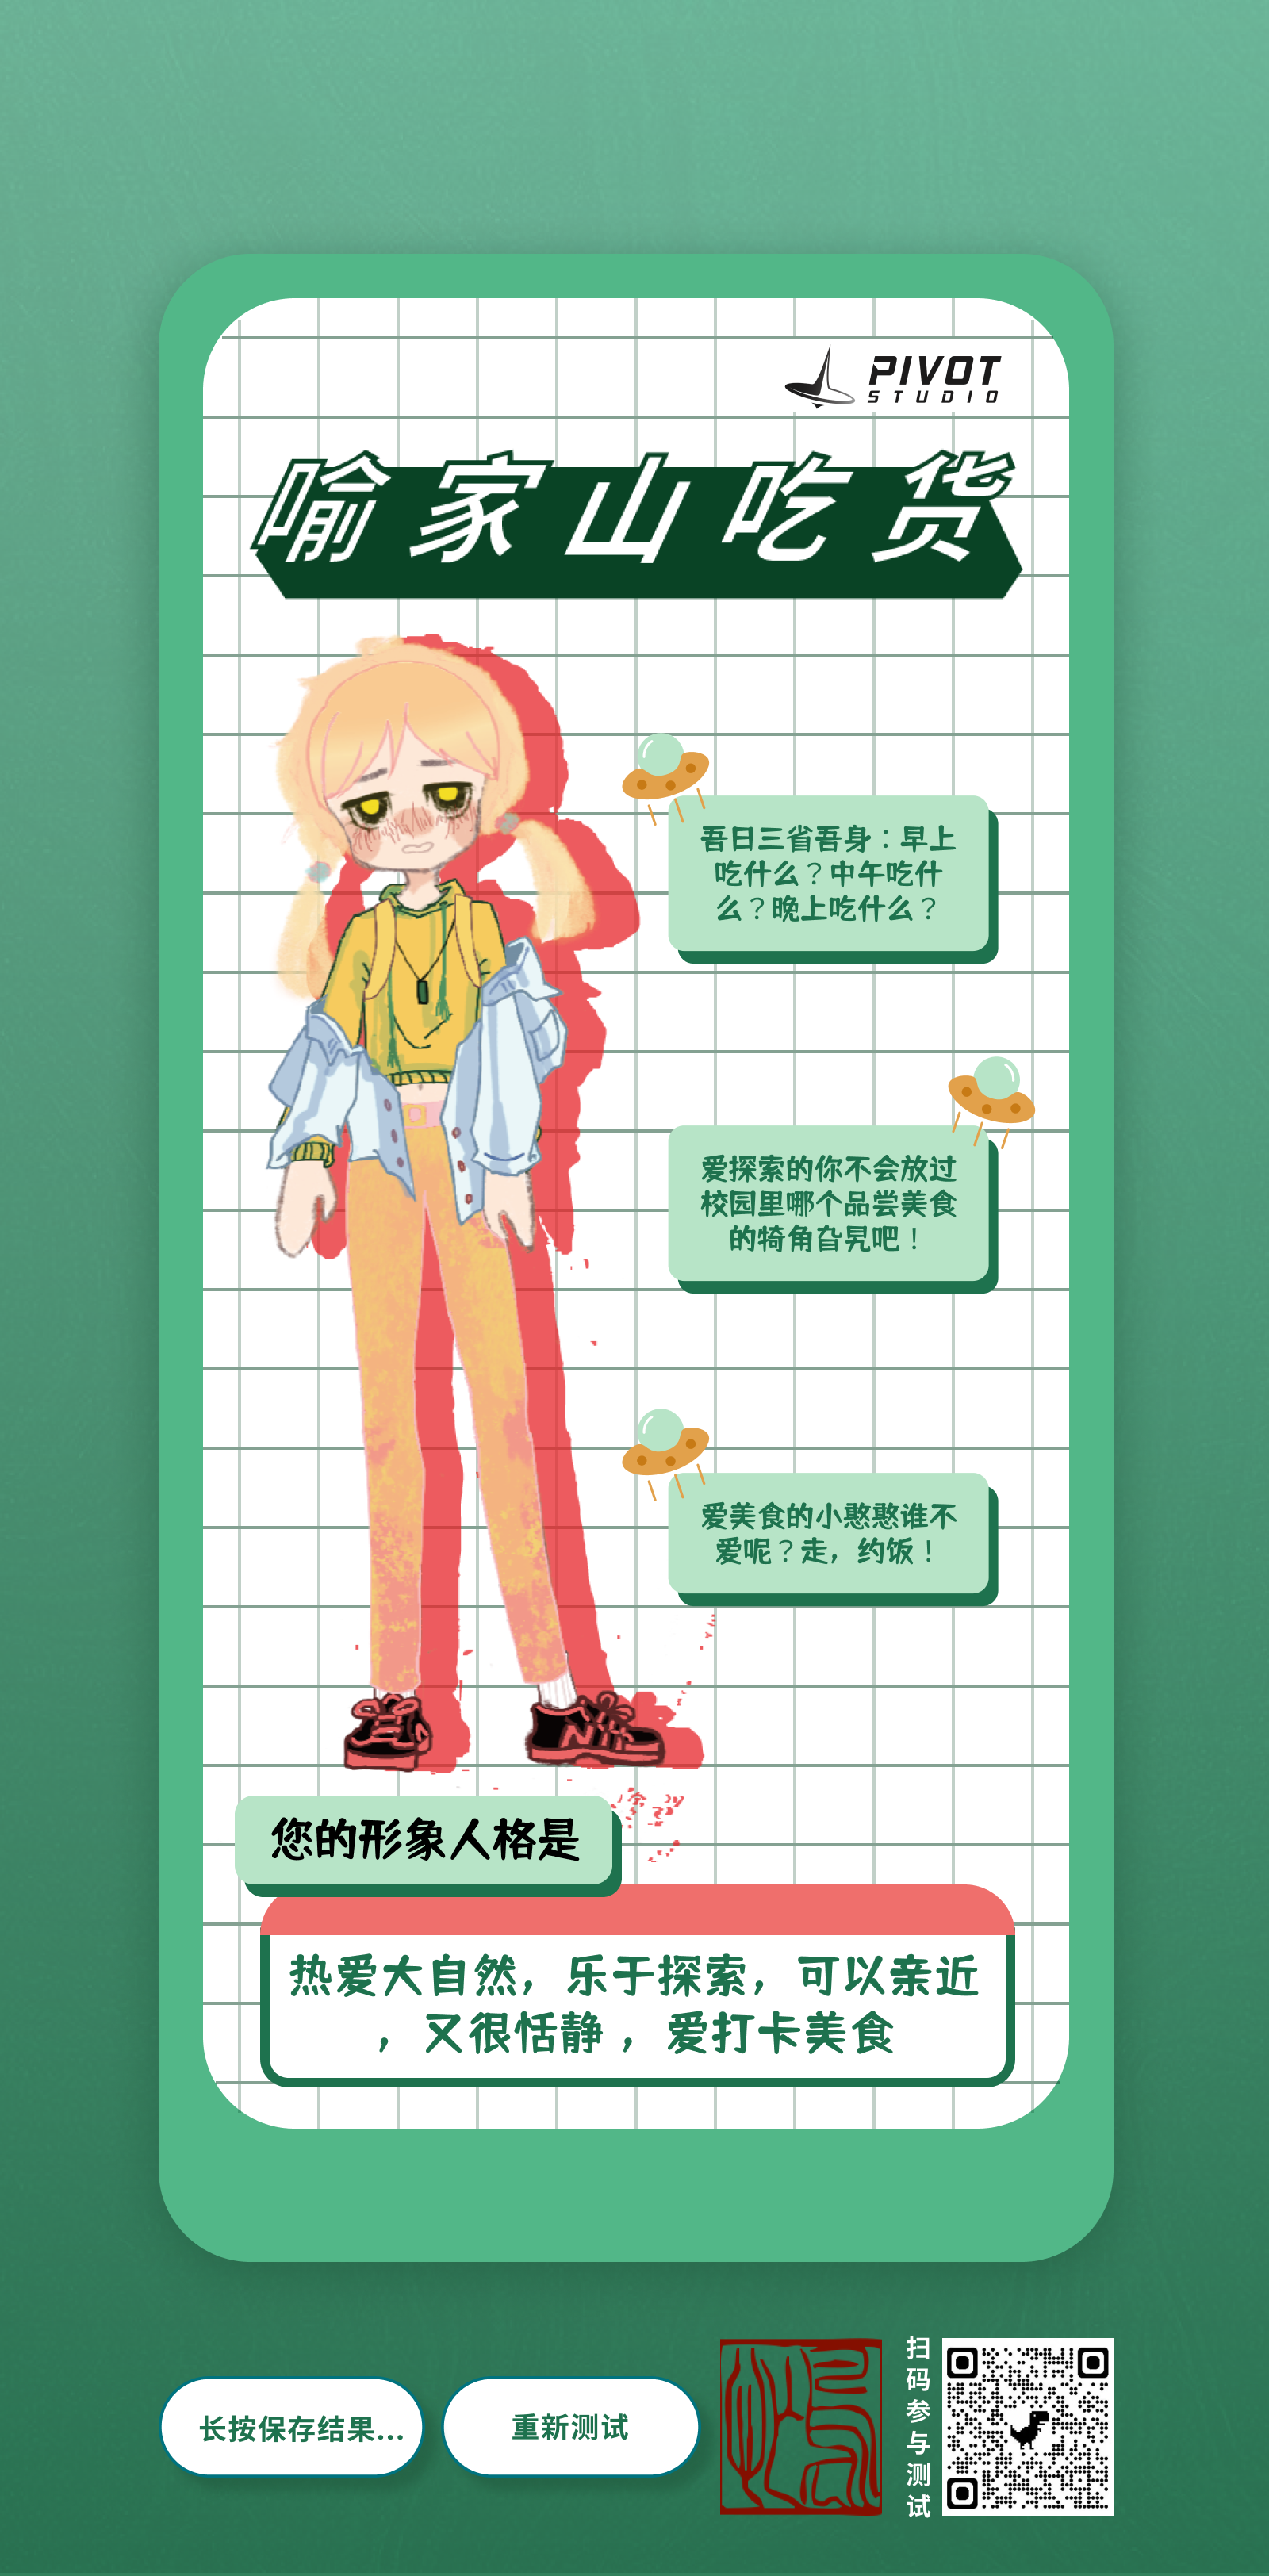 PIVOT
STUDIO
喻家山吃货
吾日三省吾身：早上
吃什么？中午吃什
么？晚上吃什么？
爱探索的你不会放过
校园里哪个品尝美食
的犄角旮旯吧！
爱美食的小憨憨谁不
爱呢？走，约饭！
您的形象人格是
热爱大自然，乐于探索，可以亲近
，又很恬静 ，爱打卡美食
长按保存结果...
重新测试
扫码参与测试